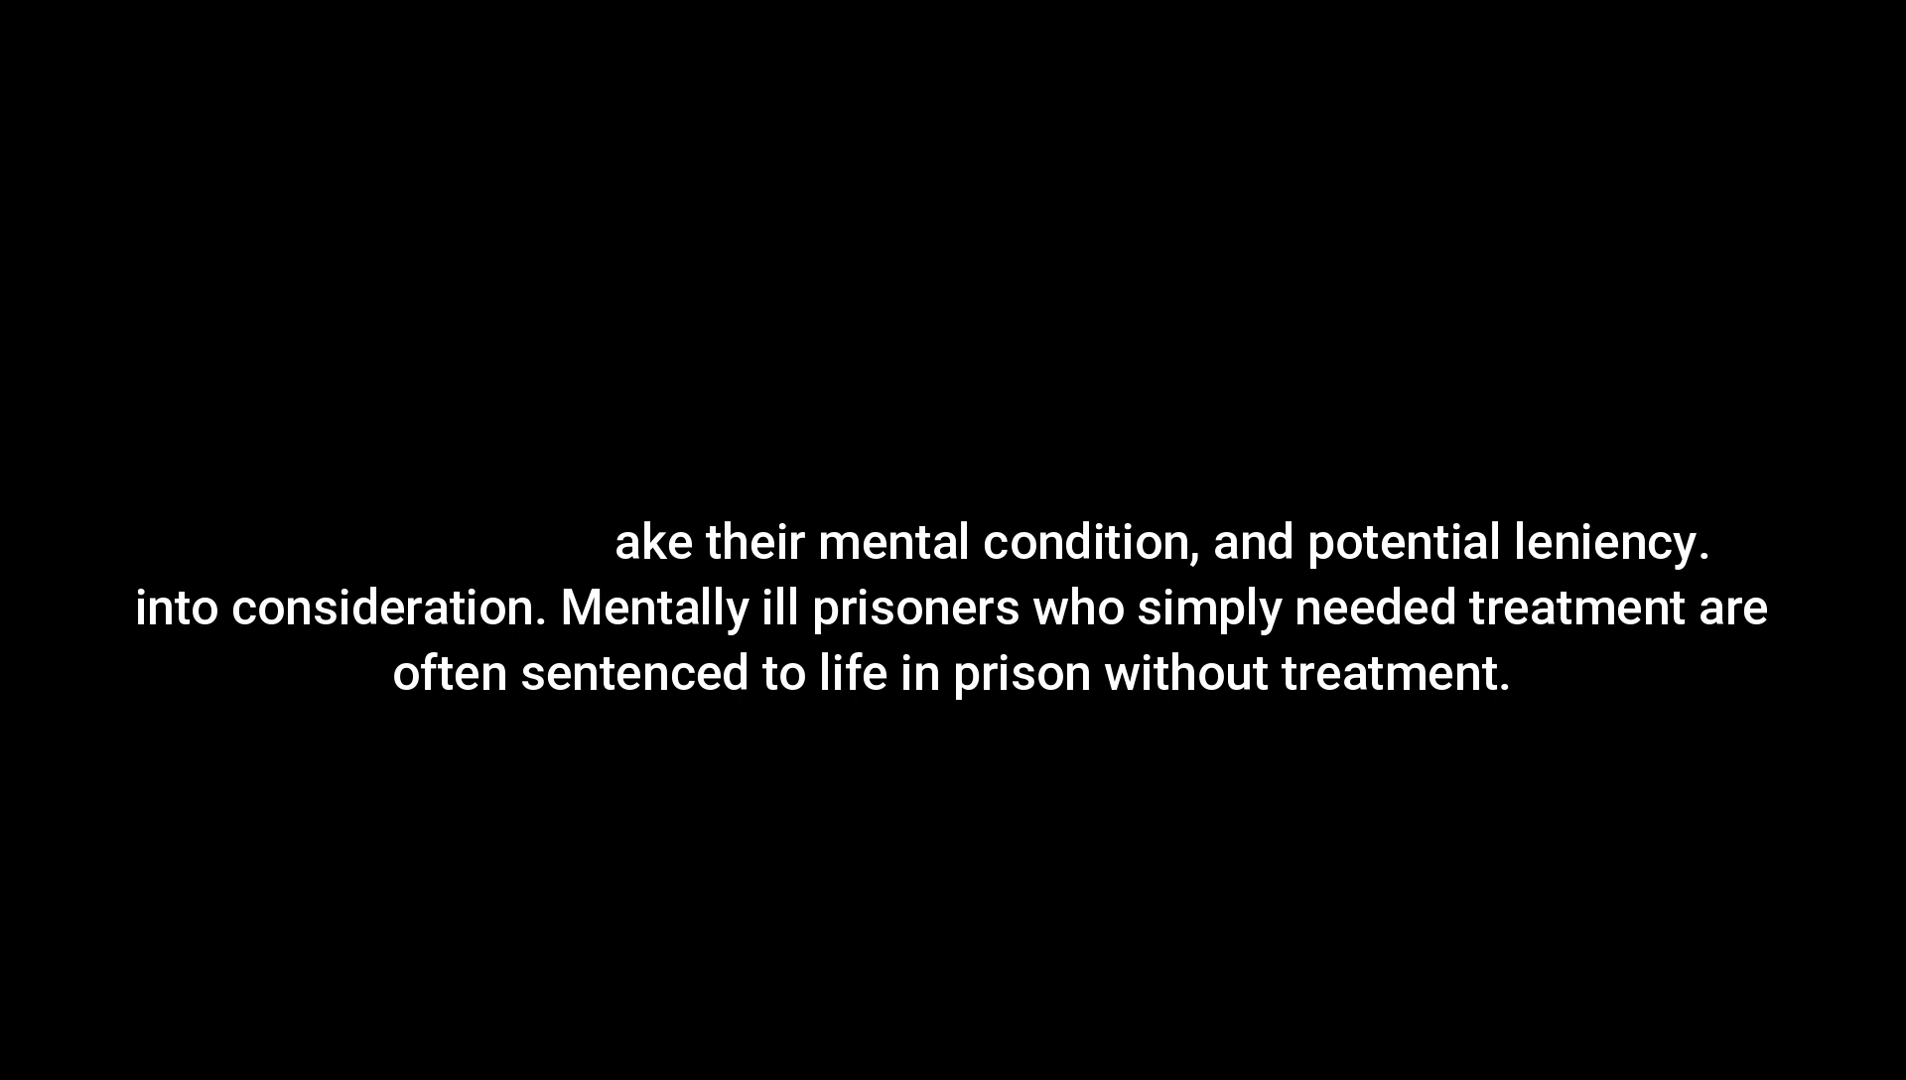 ake their mental condition, and potential leniency.
into consideration. Mentally ill prisoners who simply needed treatment are
often sentenced to life in prison without treatment.